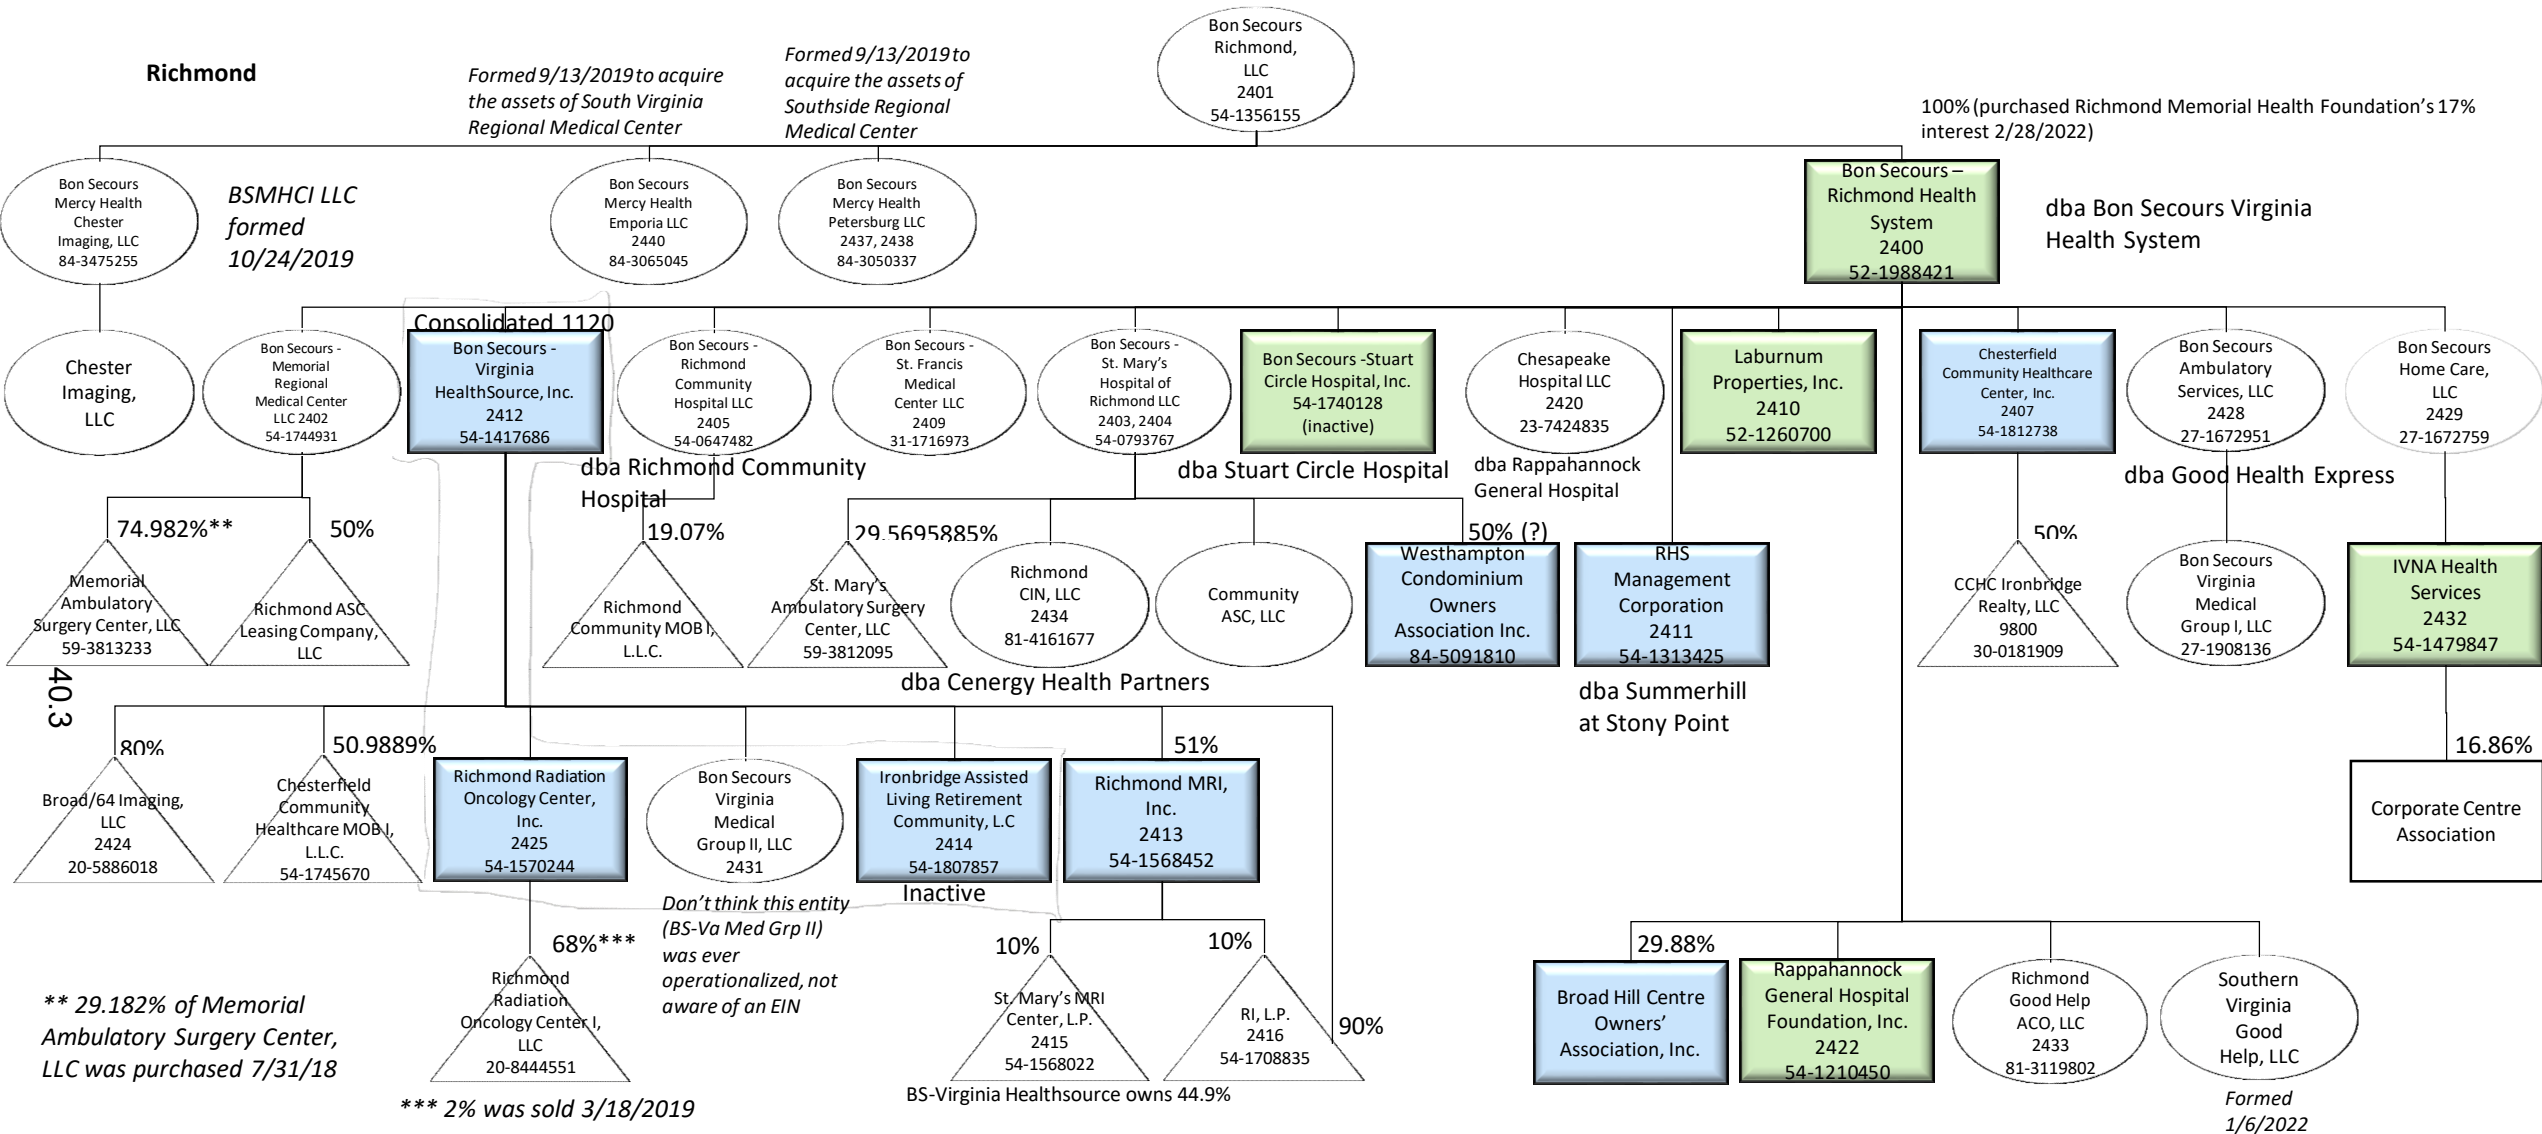 Richmond
Formed 9/13/2019 to acquire
the assets of South Virginia
Regional Medical Center
Formed 9/13/2019 to
acquire the assets of
Southside Regional
Medical Center
Bon Secours
Richmond,
LLC
2401
54-1356155
100% (purchased Richmond Memorial Health Foundation's 17%
interest 2/28/2022)
Bon Secours
Mercy Health
Chester
Imaging, LLC
84-3475255
BSMHCI LLC
formed
10/24/2019
Bon Secours
Mercy Health
Emporia LLC
2440
84-3065045
Bon Secours
Mercy Health
Petersburg LLC
2437, 2438
84-3050337
Bon Secours –
Richmond Health
System
2400
52-1988421
dba Bon Secours Virginia
Health System
Chester
Imaging,
LLC
Bon Secours -
Memorial
Regional
Medical Center
LLC 2402
54-1744931
Consolidated 1120
Bon Secours -
Virginia
HealthSource, Inc.
2412
54-1417686
Bon Secours -
Richmond
Community
Hospital LLC
2405
54-0647482
dba Richmond Community
Hospital
Bon Secours -
St. Francis
Medical
Center LLC
2409
31-1716973
Bon Secours -
St. Mary's
Hospital of
Richmond LLC
2403, 2404
54-0793767
Bon Secours -Stuart
Circle Hospital, Inc.
54-1740128
(inactive)
dba Stuart Circle Hospital
Chesapeake
Hospital LLC
2420
23-7424835
dba Rappahannock
General Hospital
Laburnum
Properties, Inc.
2410
52-1260700
Chesterfield
Community Healthcare
Center, Inc.
2407
54-1812738
Bon Secours
Ambulatory
Services, LLC
2428
27-1672951
dba Good Health Express
Bon Secours
Home Care,
LLC
2429
27-1672759
74.982%**
Memorial
Ambulatory
Surgery Center, LLC
59-3813233
50%
Richmond ASC
Leasing Company,
LLC
19.07%
Richmond
Community MOB I,
L.L.C.
29.5695885%
St. Mary's
Ambulatory Surgery
Center, LLC
59-3812095
Richmond
CIN, LLC
2434
81-4161677
dba Cenergy Health Partners
Community
ASC, LLC
50% (?)
Westhampton
Condominium
Owners
Association Inc.
84-5091810
RHS
Management
Corporation
2411
54-1313425
dba Summerhill
at Stony Point
50%
CCHC Ironbridge
Realty, LLC
9800
30-0181909
Bon Secours
Virginia
Medical
Group I, LLC
27-1908136
IVNA Health
Services
2432
54-1479847
40.3
80%
Broad/64 Imaging,
LLC
2424
20-5886018
50.9889%
Chesterfield
Community
Healthcare MOB I,
L.L.C.
54-1745670
Richmond Radiation
Oncology Center,
Inc.
2425
54-1570244
Bon Secours
Virginia
Medical
Group II, LLC
2431
Don't think this entity
(BS-Va Med Grp II)
was ever
operationalized, not
aware of an EIN
Ironbridge Assisted
Living Retirement
Community, L.C
2414
54-1807857
Inactive
51%
Richmond MRI,
Inc.
2413
54-1568452
16.86%
Corporate Centre
Association
68%***
Richmond
Radiation
Oncology Center I,
LLC
20-8444551
10%
St. Mary's MRI
Center, L.P.
2415
54-1568022
BS-Virginia Healthsource owns 44.9%
10%
RI, L.P.
2416
54-1708835
90%
29.88%
Broad Hill Centre
Owners'
Association, Inc.
Rappahannock
General Hospital
Foundation, Inc.
2422
54-1210450
Richmond
Good Help
ACO, LLC
2433
81-3119802
Southern
Virginia
Good
Help, LLC
Formed
1/6/2022
** 29.182% of Memorial
Ambulatory Surgery Center,
LLC was purchased 7/31/18
*** 2% was sold 3/18/2019